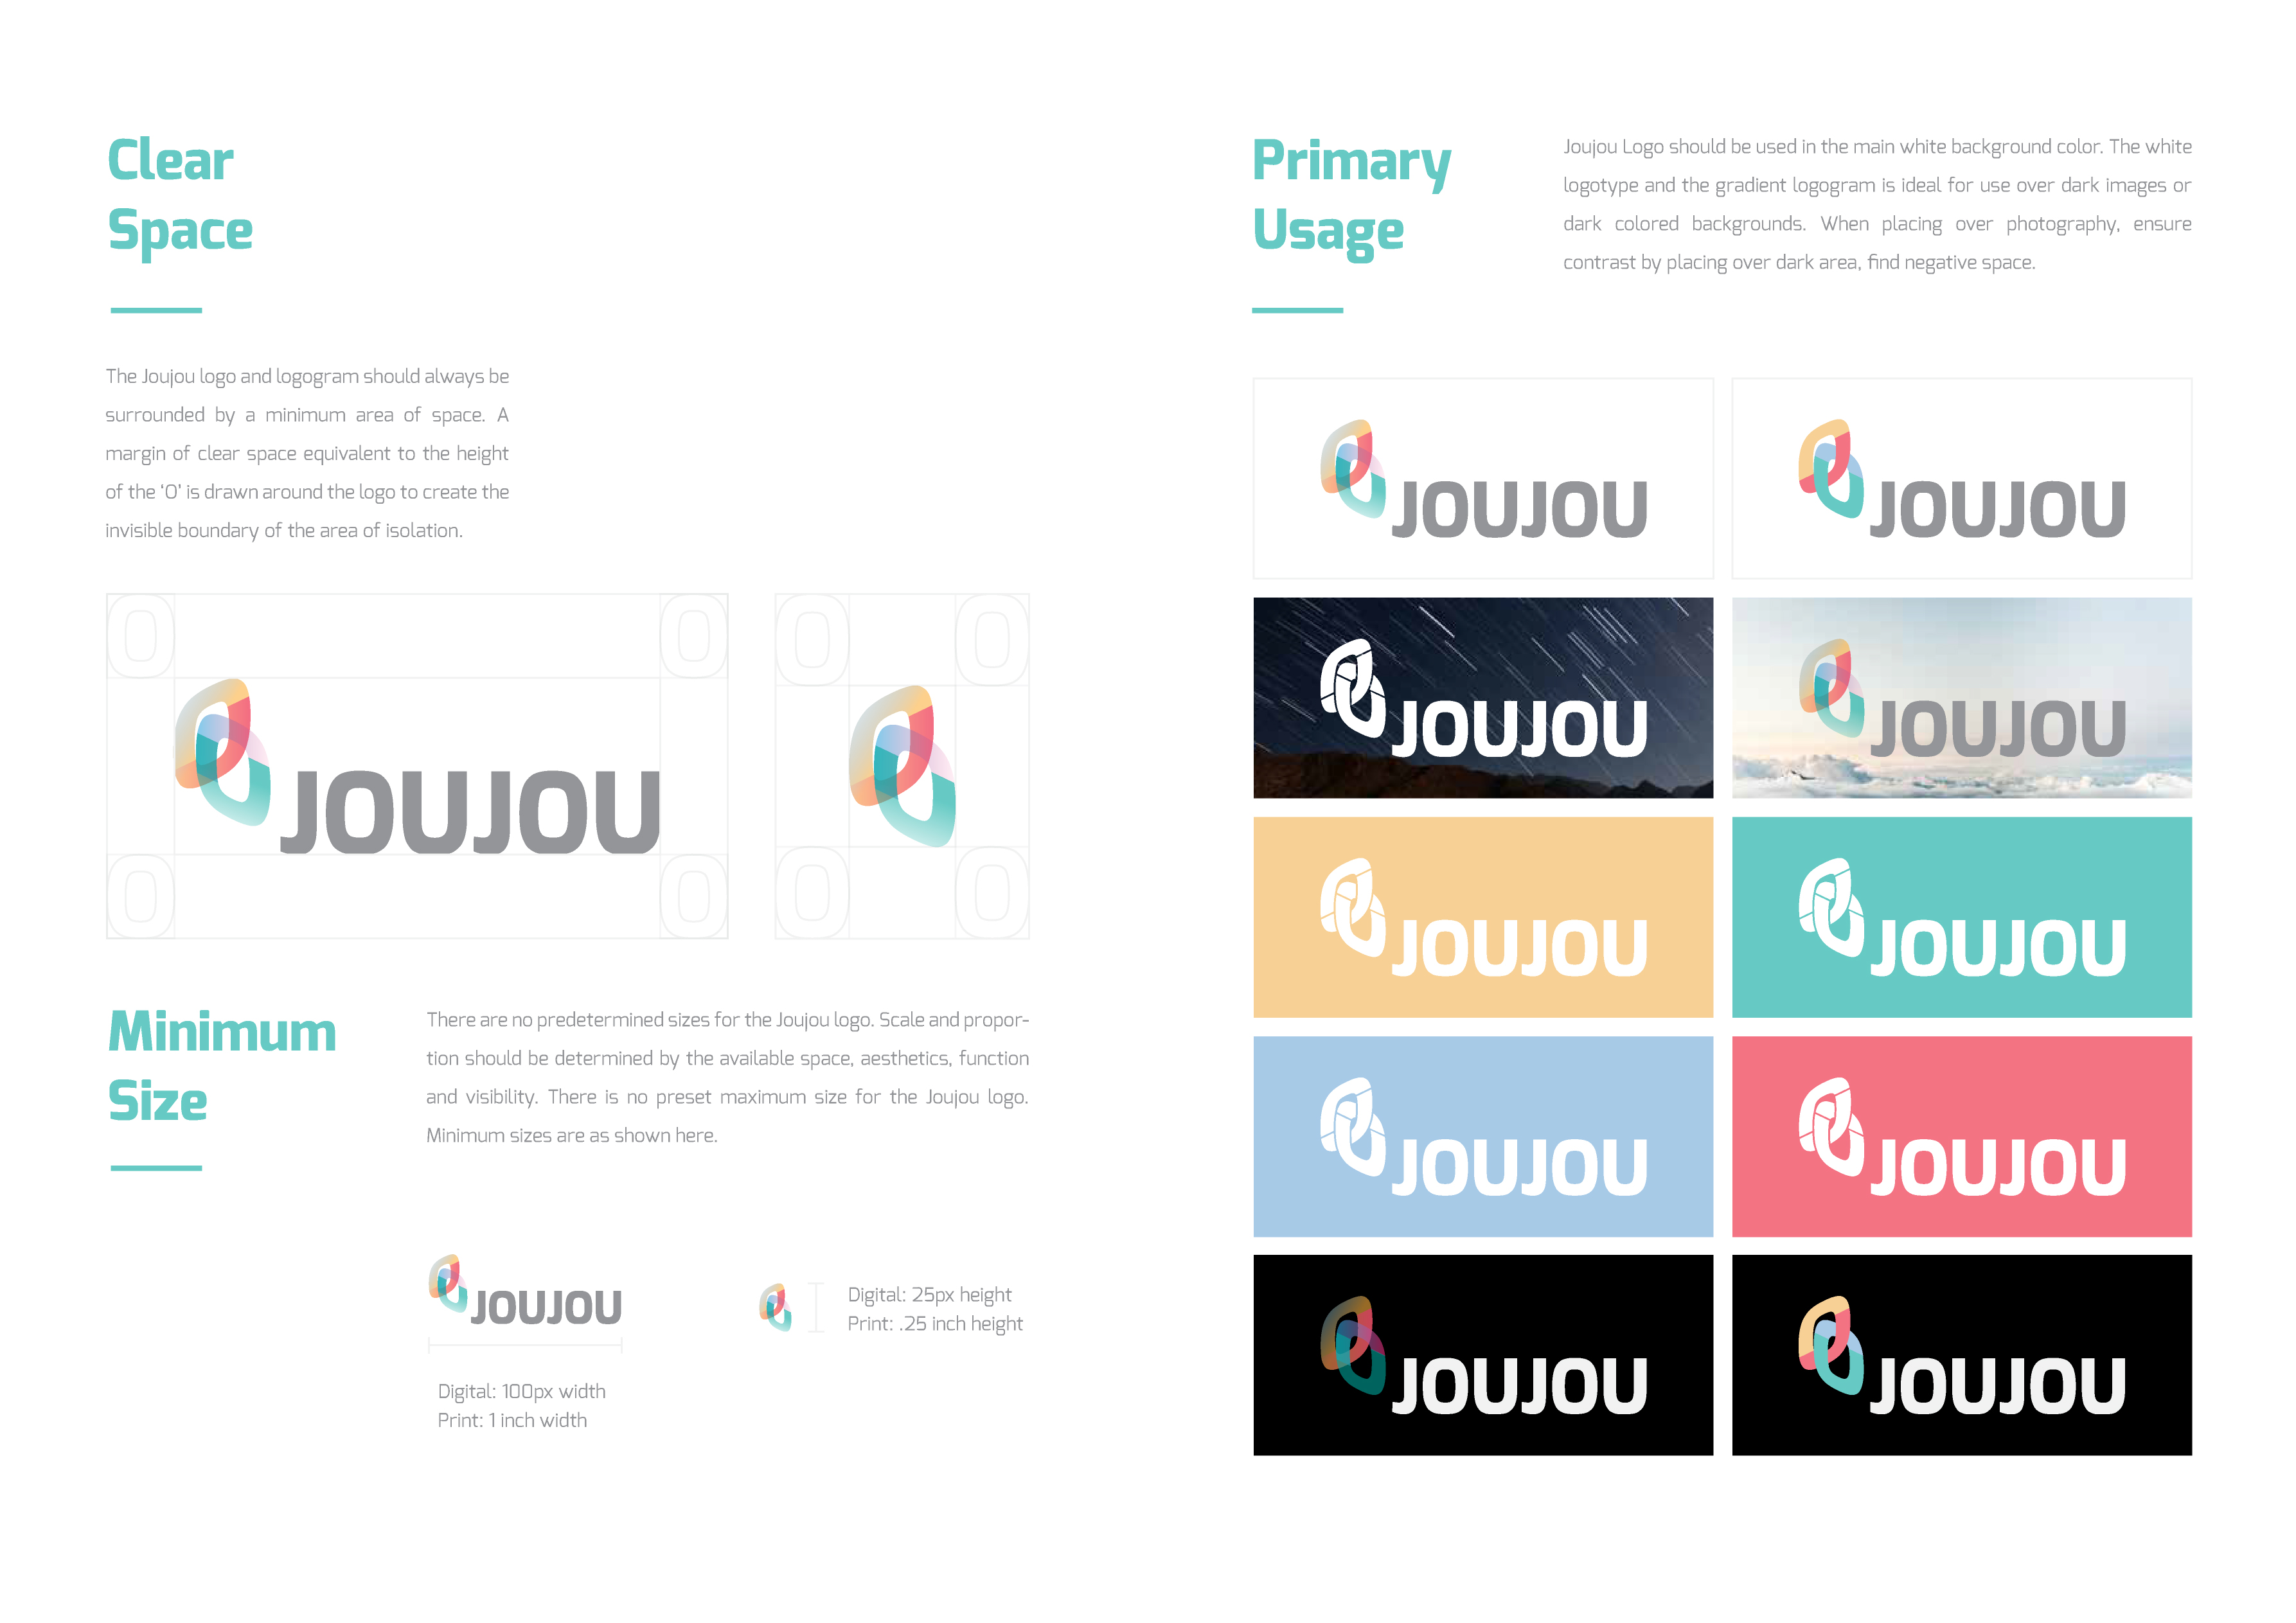 Clear
Space
The Joujou logo and logogram should always be
surrounded by a minimum area of space. A
margin of clear space equivalent to the height
of the ‘O’ is drawn around the logo to create the
invisible boundary of the area of isolation.
O O O O
JOUJOU
O O O O
Minimum
Size
There are no predetermined sizes for the Joujou logo. Scale and propor-
tion should be determined by the available space, aesthetics, function
and visibility. There is no preset maximum size for the Joujou logo.
Minimum sizes are as shown here.
JOUJOU
Digital: 100px width
Print: 1 inch width
Digital: 25px height
Print: .25 inch height
Primary
Usage
Joujou Logo should be used in the main white background color. The white
logotype and the gradient logogram is ideal for use over dark images or
dark colored backgrounds. When placing over photography, ensure
contrast by placing over dark area, find negative space.
JOUJOU
JOUJOU
JOUJOU
JOUJOU
JOUJOU
JOUJOU
JOUJOU
JOUJOU
JOUJOU
JOUJOU